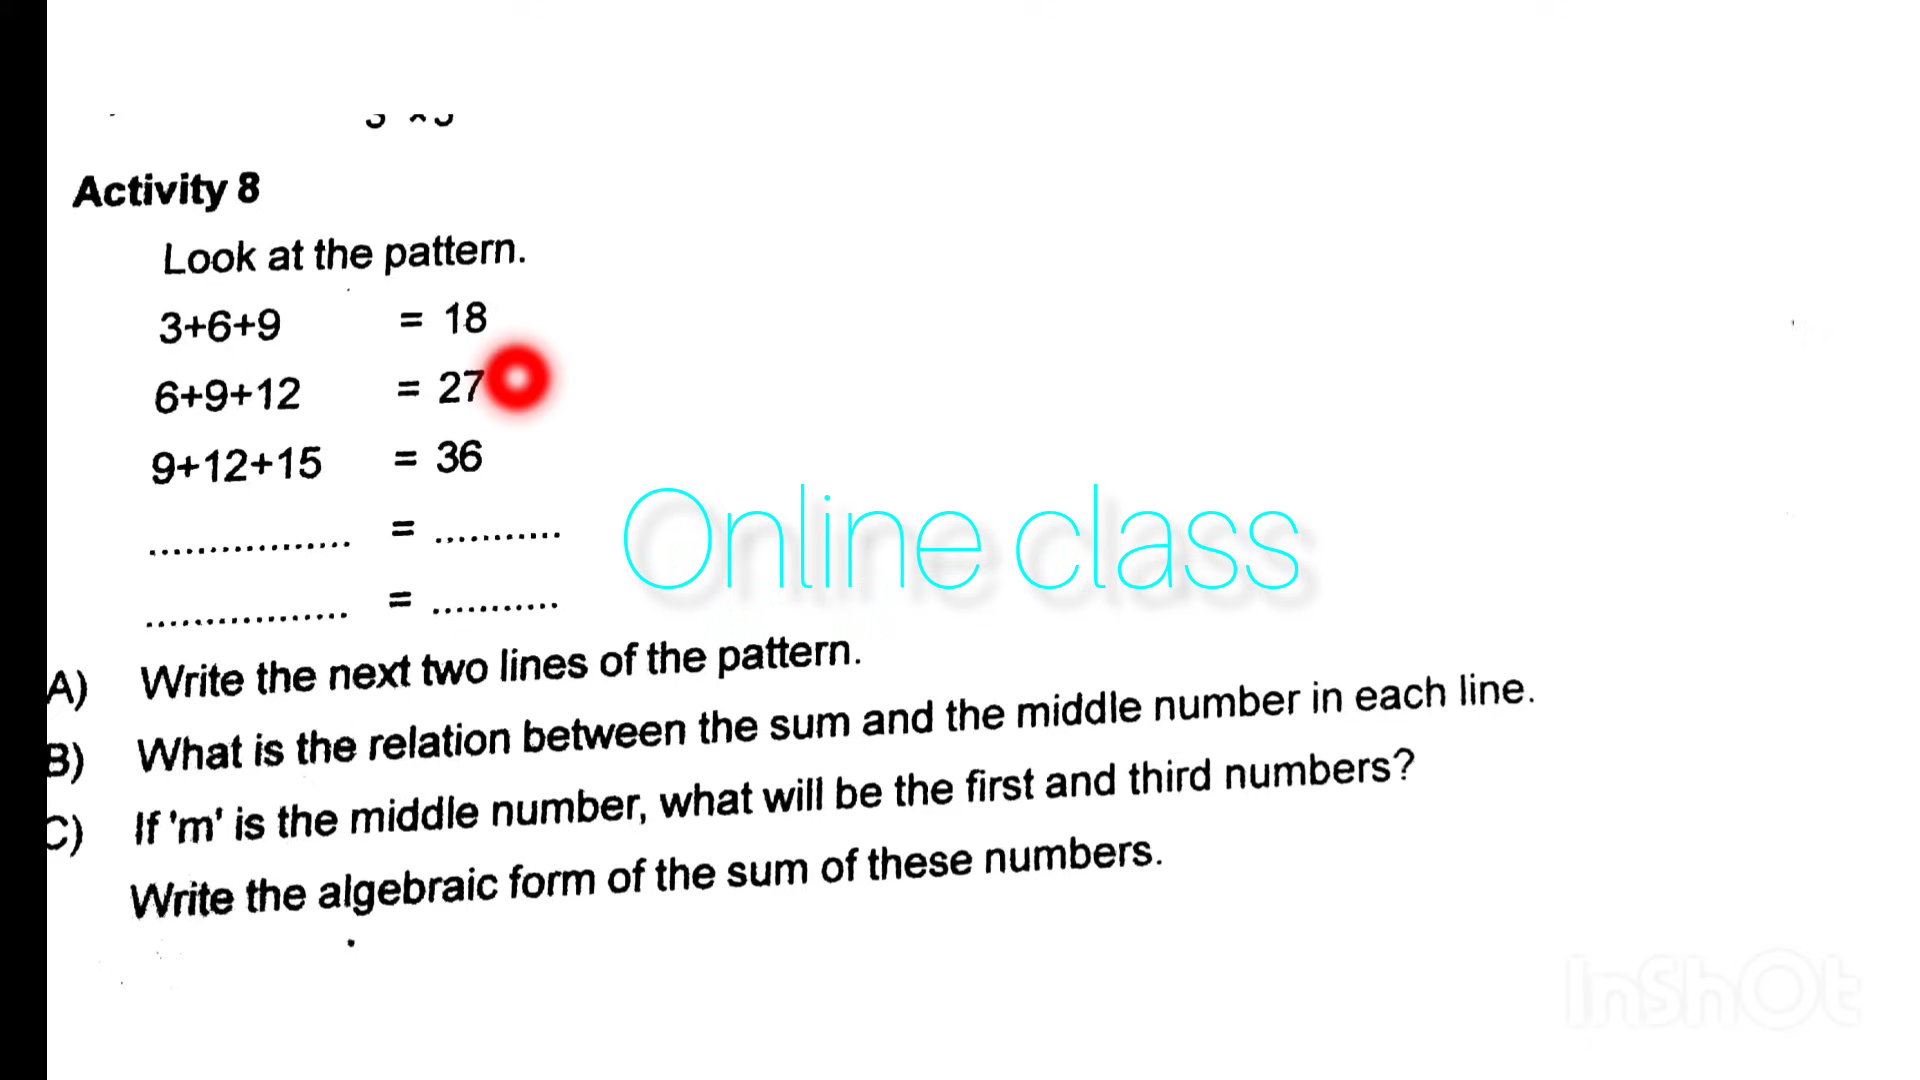 Activity 8
Look at the pattern.
3+6+9 = 18
6+9+12 = 27
9+12+15 = 36
................. = ...........
................. = ...........
Online class
A) Write the next two lines of the pattern.
B) What is the relation between the sum and the middle number in each line.
C) If 'm' is the middle number, what will be the first and third numbers?
Write the algebraic form of the sum of these numbers.
InShOt